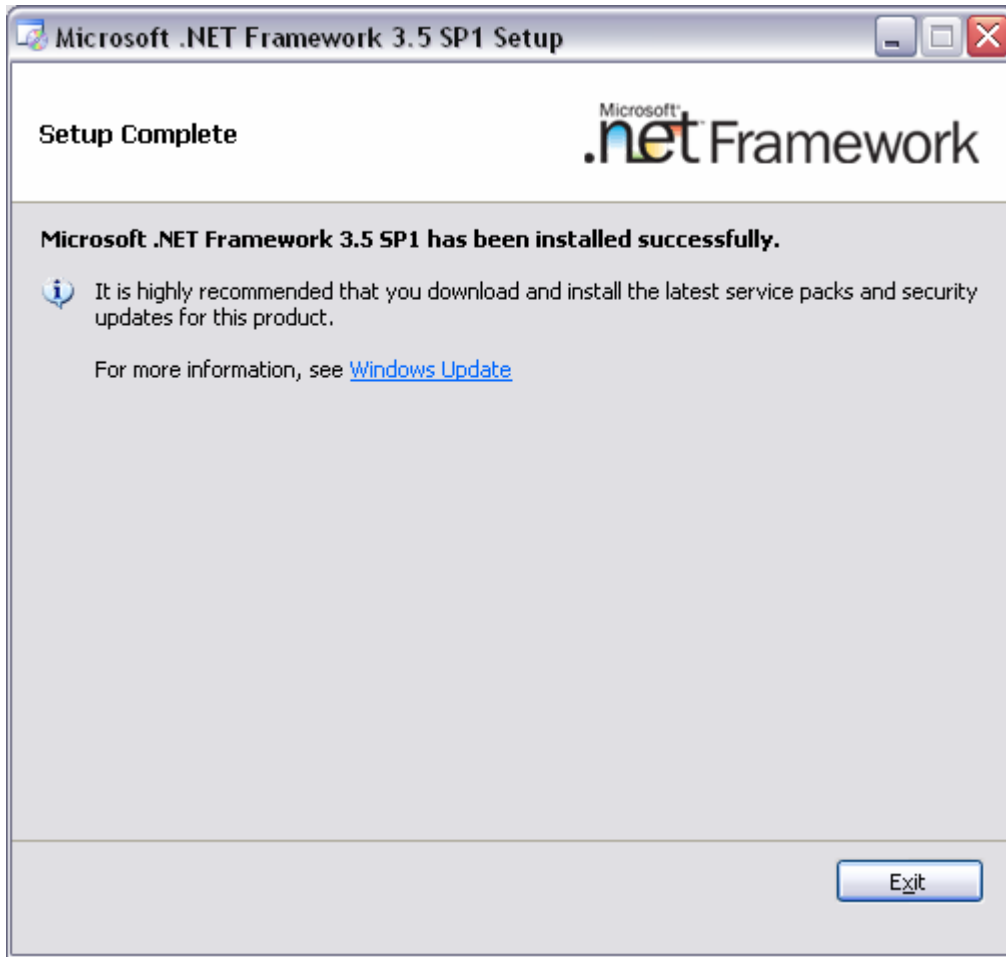 Microsoft .NET Framework 3.5 SP1 Setup
Setup Complete
Microsoft
.net Framework
Microsoft .NET Framework 3.5 SP1 has been installed successfully.
It is highly recommended that you download and install the latest service packs and security
updates for this product.
For more information, see Windows Update
Exit